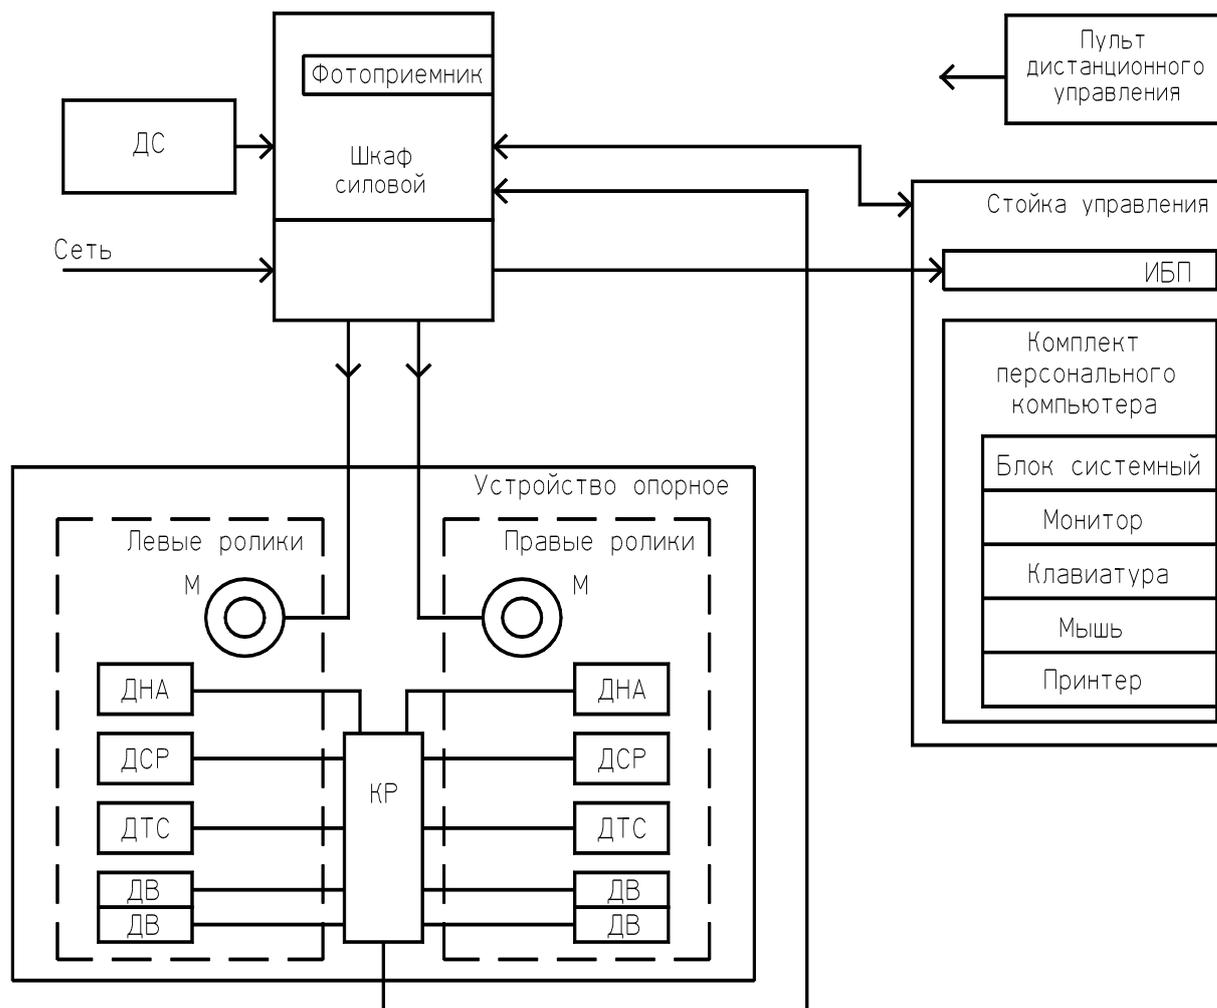 Фотоприемник
Пульт
дистанционного
управления
ДС
Шкаф
силовой
Стойка управления
Сеть
ИБП
Комплект
персонального
компьютера
Блок системный
Монитор
Клавиатура
Мышь
Принтер
Устройство опорное
Левые ролики
Правые ролики
М
М
ДНА
ДНА
ДСР
ДСР
КР
ДТС
ДТС
ДВ
ДВ
ДВ
ДВ